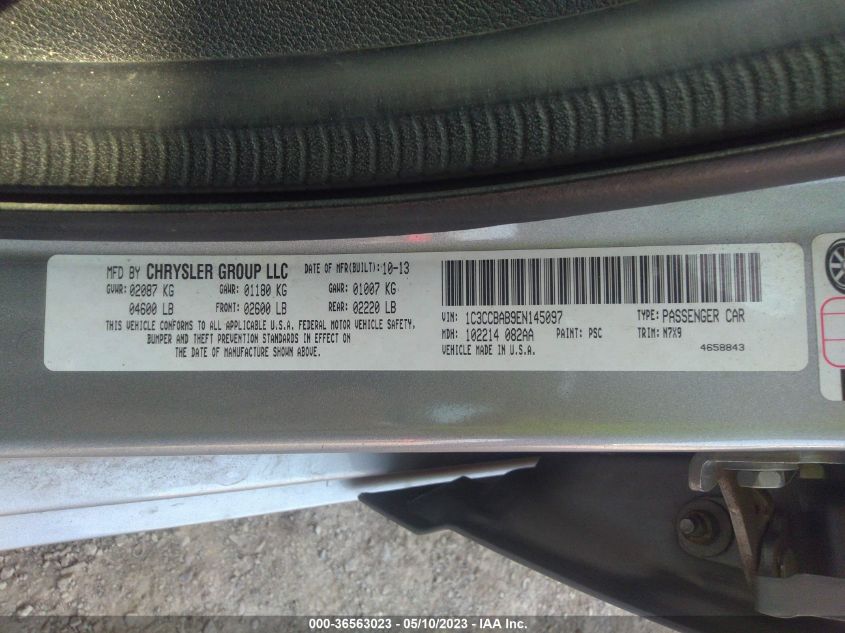 MFD BY CHRYSLER GROUP LLC DATE OF MFR(BUILT): 10-13
GVWR: 02087 KG GAWR: 01180 KG GAWR: 01007 KG
04600 LB FRONT: 02600 LB REAR: 02220 LB
THIS VEHICLE CONFORMS TO ALL APPLICABLE U.S.A. FEDERAL MOTOR VEHICLE SAFETY,
BUMPER AND THEFT PREVENTION STANDARDS IN EFFECT ON
THE DATE OF MANUFACTURE SHOWN ABOVE.
VIN: 1C3CCBAB9EN145097 TYPE: PASSENGER CAR
MDH: 102214 082AA PAINT: PSC TRIM: N7X9
VEHICLE MADE IN U.S.A. 4658843
000-36563023 — 05/10/2023 — IAA Inc.